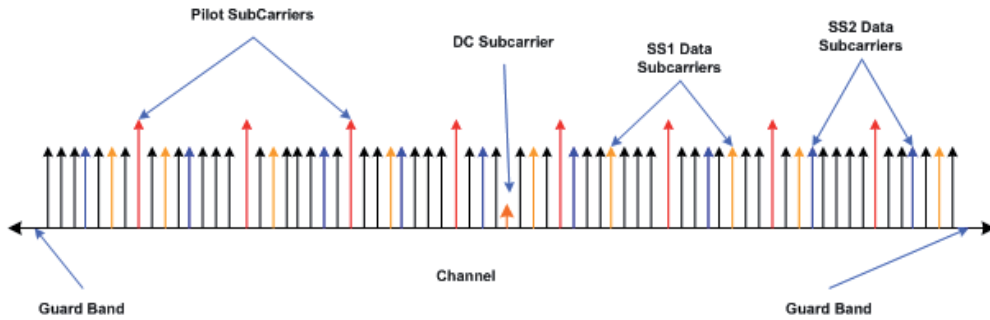 Pilot SubCarriers
DC Subcarrier
SS1 Data
Subcarriers
SS2 Data
Subcarriers
Channel
Guard Band
Guard Band